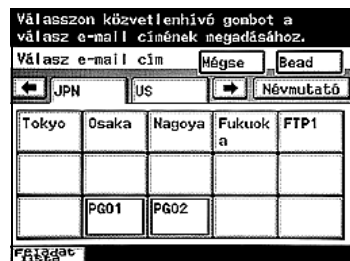 Válasszon közvetlenhívó gombot a
válasz e-mail címének megadásához.
Válasz e-mail cím Mégse Bead
JPN US Névmutató
Tokyo Osaka Nagoya Fukuok FTP1
a
PG01 PG02
Feladat
lista